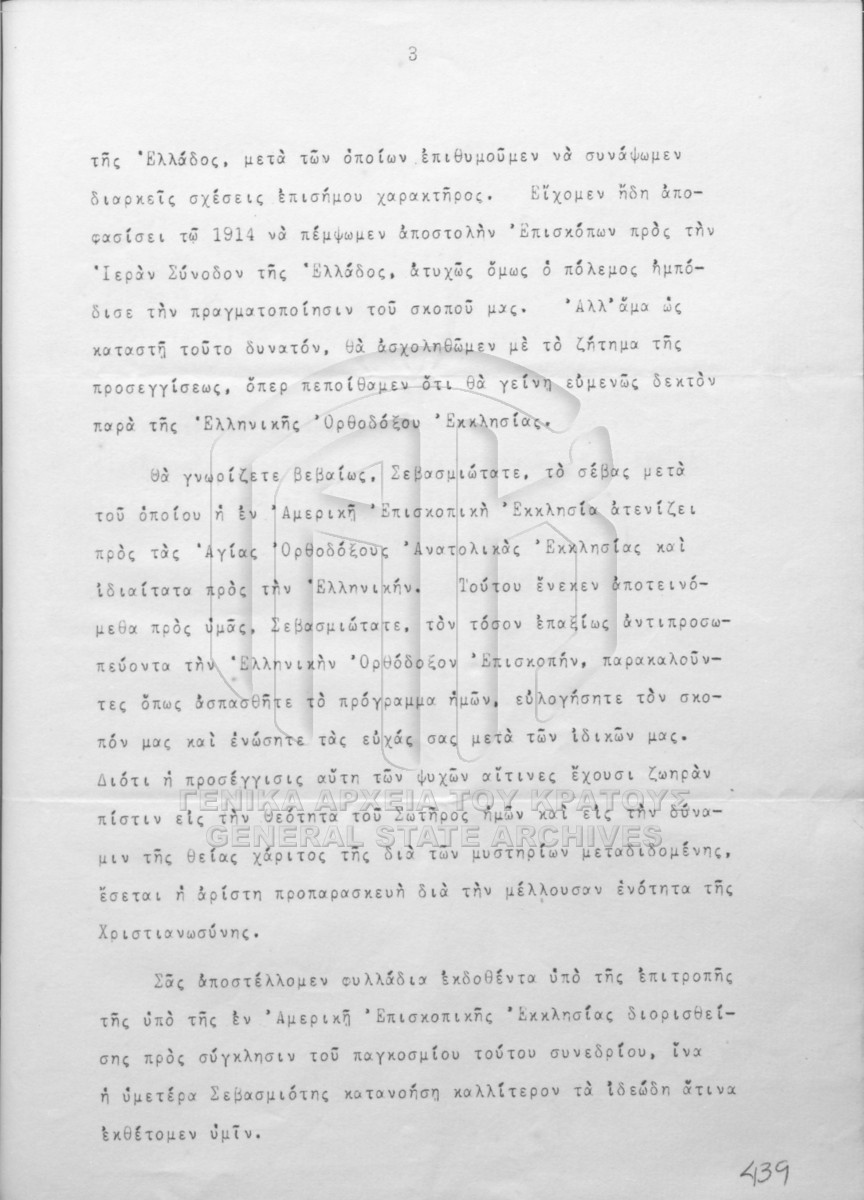 3
τῆς Ἑλλάδος, μετὰ τῶν ὁποίων ἐπιθυμοῦμεν νὰ συνάψωμεν
διαρκεῖς σχέσεις ἐπισήμου χαρακτῆρος. Εἴχομεν ἤδη ἀπο-
φασίσει τῷ 1914 νὰ πέμψωμεν ἀποστολὴν Ἐπισκόπων πρὸς τὴν
Ἱερὰν Σύνοδον τῆς Ἑλλάδος, ἀτυχῶς ὅμως ὁ πόλεμος ἠμπό-
δισε τὴν πραγματοποίησιν τοῦ σκοποῦ μας. Ἀλλ' ἅμα ὡς
καταστῇ τοῦτο δυνατόν, θὰ ἀσχοληθῶμεν μὲ τὸ ζήτημα τῆς
προσεγγίσεως, ὅπερ πεποίθαμεν ὅτι θὰ γείνῃ εὐμενῶς δεκτὸν
παρὰ τῆς Ἑλληνικῆς Ὀρθοδόξου Ἐκκλησίας.
Θὰ γνωρίζετε βεβαίως, Σεβασμιώτατε, τὸ σέβας μετὰ
τοῦ ὁποίου ἡ ἐν Ἀμερικῇ Ἐπισκοπικὴ Ἐκκλησία ἀτενίζει
πρὸς τὰς Ἁγίας Ὀρθοδόξους Ἀνατολικὰς Ἐκκλησίας καὶ
ἰδιαίτατα πρὸς τὴν Ἑλληνικήν. Τούτου ἕνεκεν ἀποτεινό-
μεθα πρὸς ὑμᾶς, Σεβασμιώτατε, τὸν τόσον ἐπαξίως ἀντιπροσω-
πεύοντα τὴν Ἑλληνικὴν Ὀρθόδοξον Ἐπισκοπήν, παρακαλοῦν-
τες ὅπως ἀσπασθῆτε τὸ πρόγραμμα ἡμῶν, εὐλογήσητε τὸν σκο-
πόν μας καὶ ἑνώσητε τὰς εὐχάς σας μετὰ τῶν ἰδικῶν μας.
Διότι ἡ προσέγγισις αὕτη τῶν ψυχῶν αἵτινες ἔχουσι ζωηρὰν
ΓΕΝΙΚΑ ΑΡΧΕΙΑ ΤΟΥ ΚΡΑΤΟΥΣ
πίστιν εἰς τὴν θεότητα τοῦ Σωτῆρος ἡμῶν καὶ εἰς τὴν δύνα-
GENERAL STATE ARCHIVES
μιν τῆς θείας χάριτος τῆς διὰ τῶν μυστηρίων μεταδιδομένης,
ἔσεται ἡ ἀρίστη προπαρασκευὴ διὰ τὴν μέλλουσαν ἑνότητα τῆς
Χριστιανωσύνης.
Σᾶς ἀποστέλλομεν φυλλάδια ἐκδοθέντα ὑπὸ τῆς ἐπιτροπῆς
τῆς ὑπὸ τῆς ἐν Ἀμερικῇ Ἐπισκοπικῆς Ἐκκλησίας διορισθεί-
σης πρὸς σύγκλησιν τοῦ παγκοσμίου τούτου συνεδρίου, ἵνα
ἡ ὑμετέρα Σεβασμιότης κατανοήσῃ καλλίτερον τὰ ἰδεώδη ἅτινα
ἐκθέτομεν ὑμῖν.
439